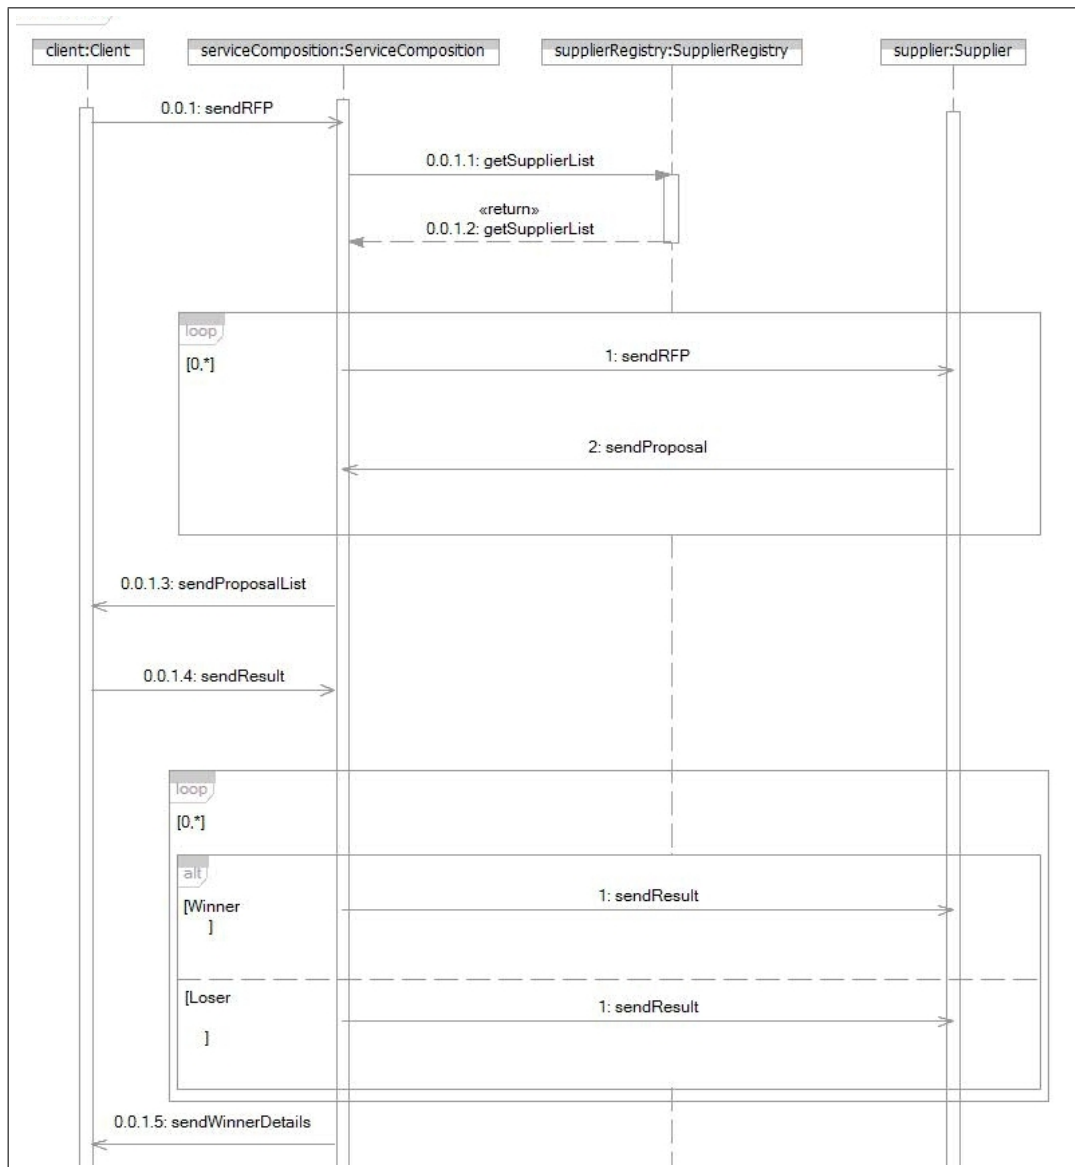 client:Client
serviceComposition:ServiceComposition
supplierRegistry:SupplierRegistry
supplier:Supplier
0.0.1: sendRFP
0.0.1.1: getSupplierList
«return»
0.0.1.2: getSupplierList
loop
[0,*]
1: sendRFP
2: sendProposal
0.0.1.3: sendProposalList
0.0.1.4: sendResult
loop
[0,*]
alt
[Winner
]
1: sendResult
[Loser
]
1: sendResult
0.0.1.5: sendWinnerDetails